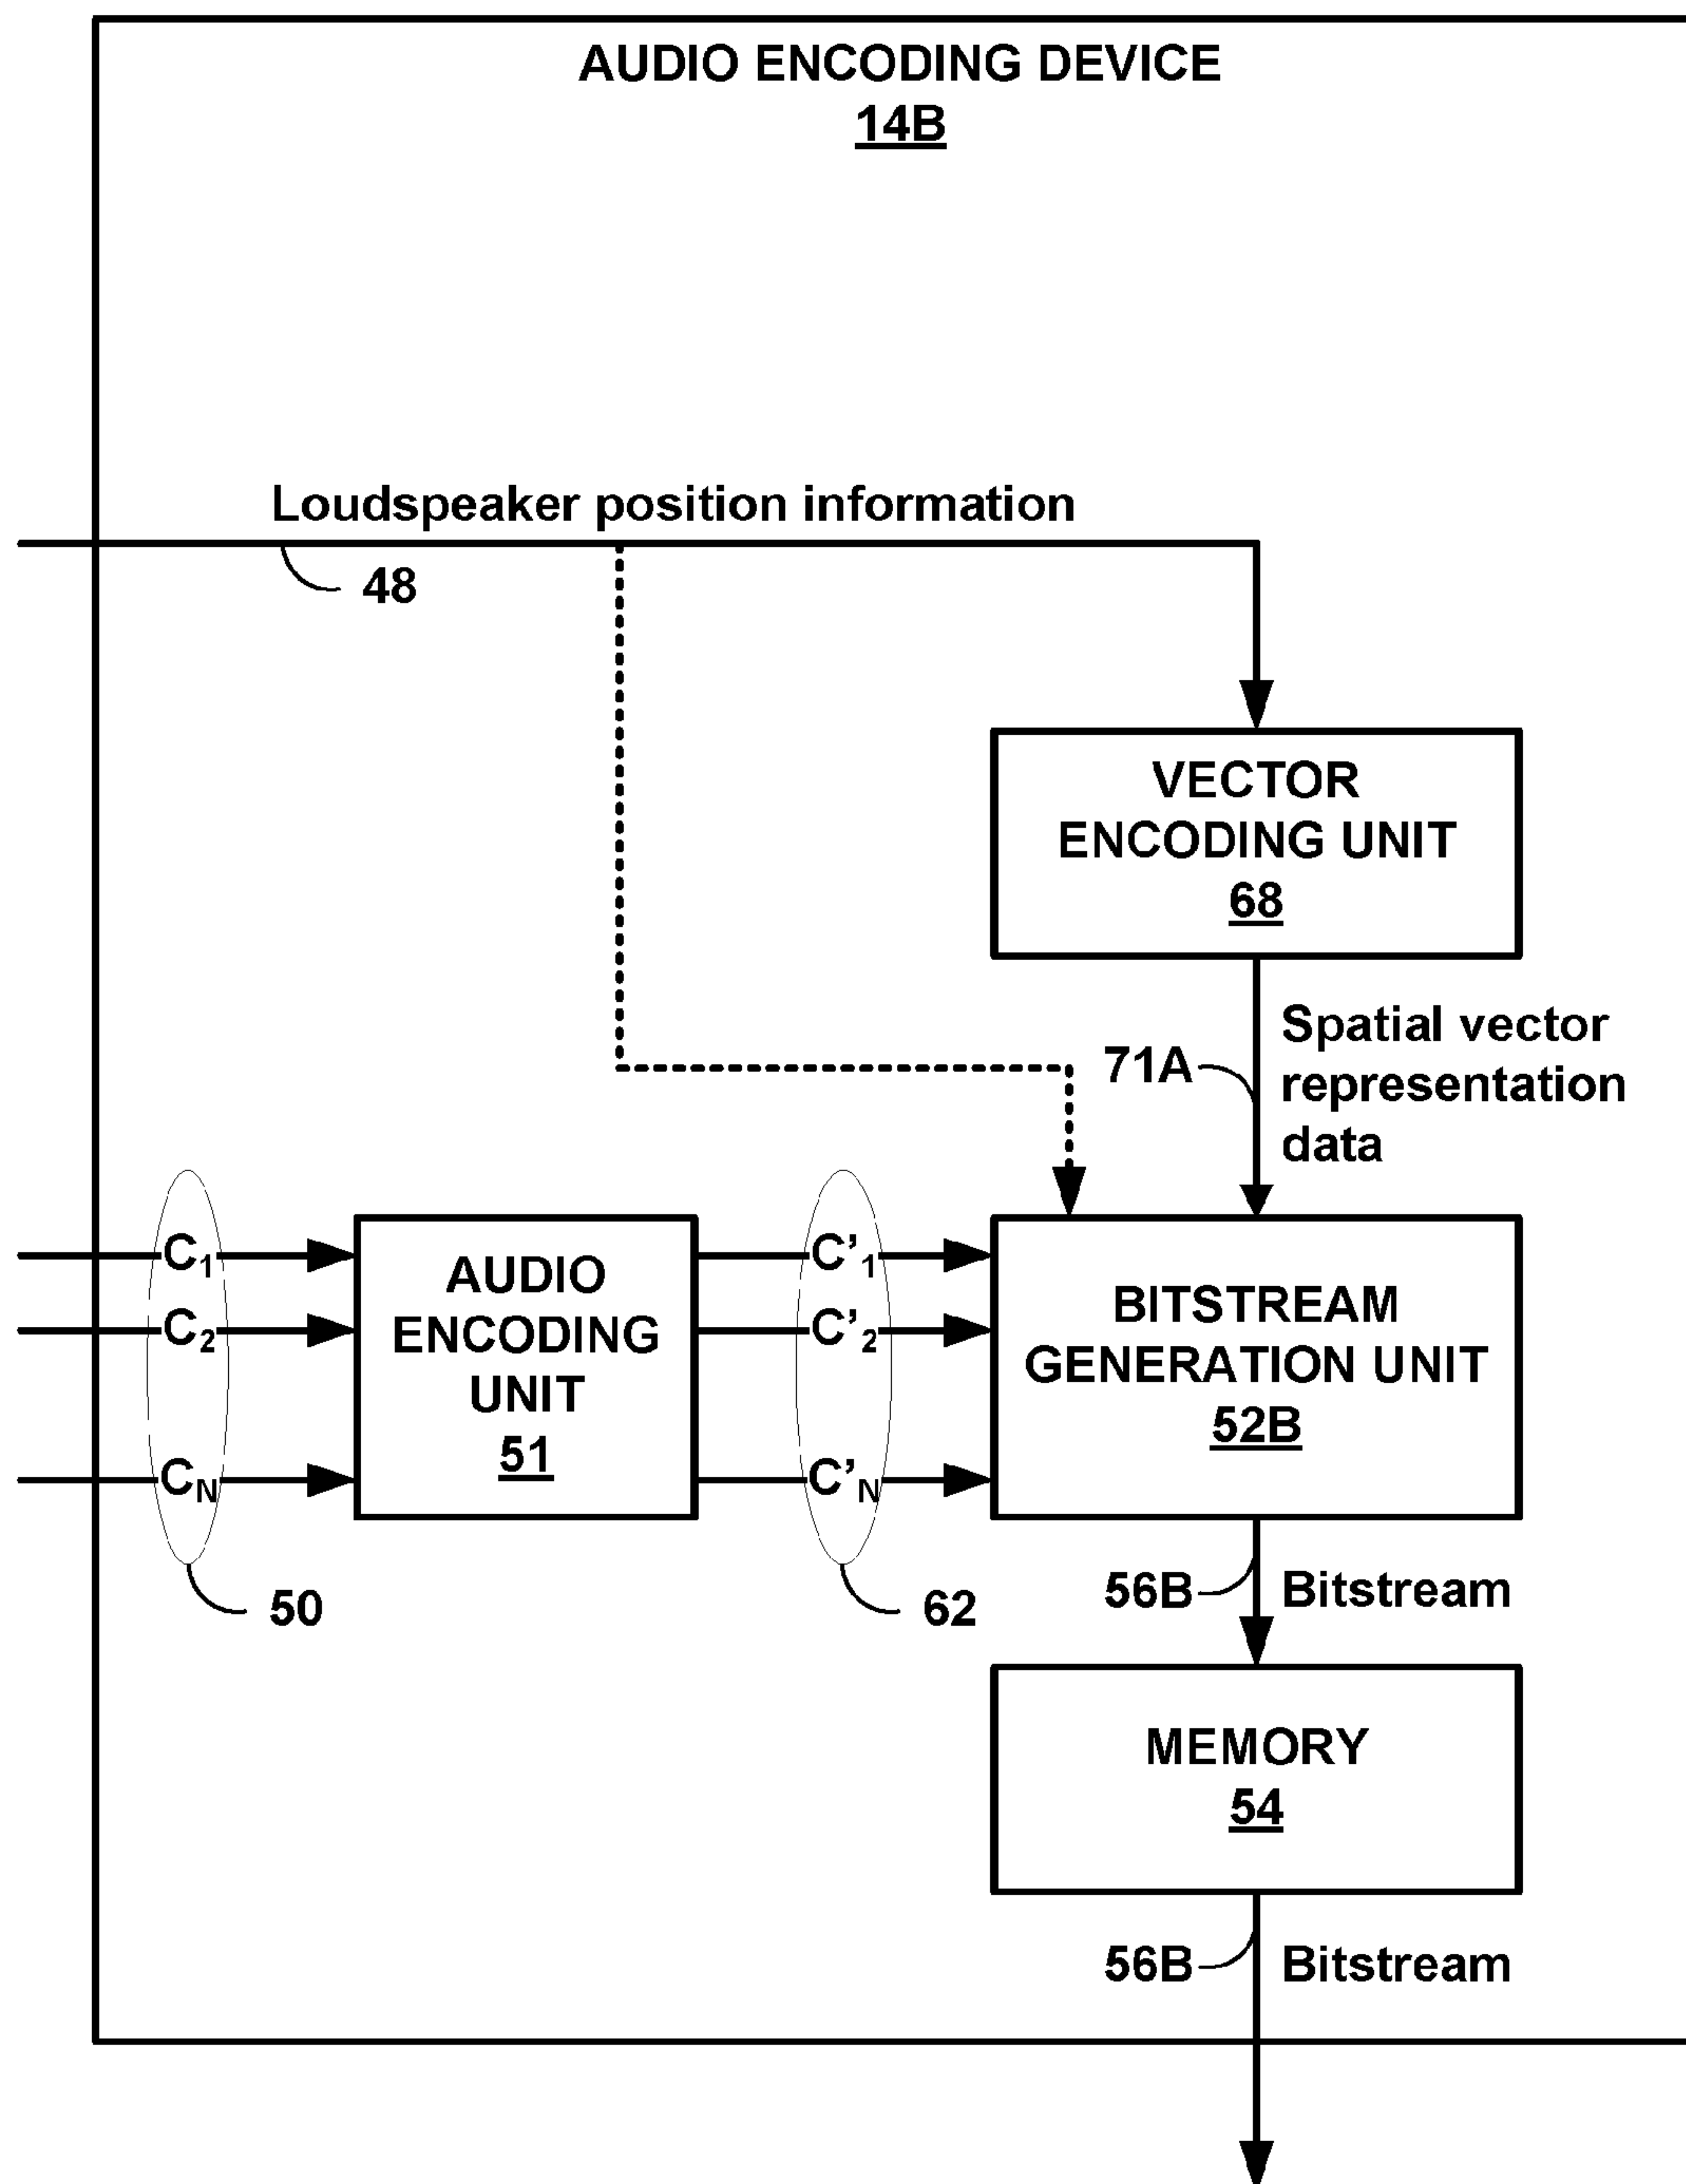 AUDIO ENCODING DEVICE
14B
Loudspeaker position information
48
VECTOR
ENCODING UNIT
68
71A
Spatial vector
representation
data
C1
C2
CN
50
AUDIO
ENCODING
UNIT
51
C’1
C’2
C’N
62
BITSTREAM
GENERATION UNIT
52B
56B
Bitstream
MEMORY
54
56B
Bitstream